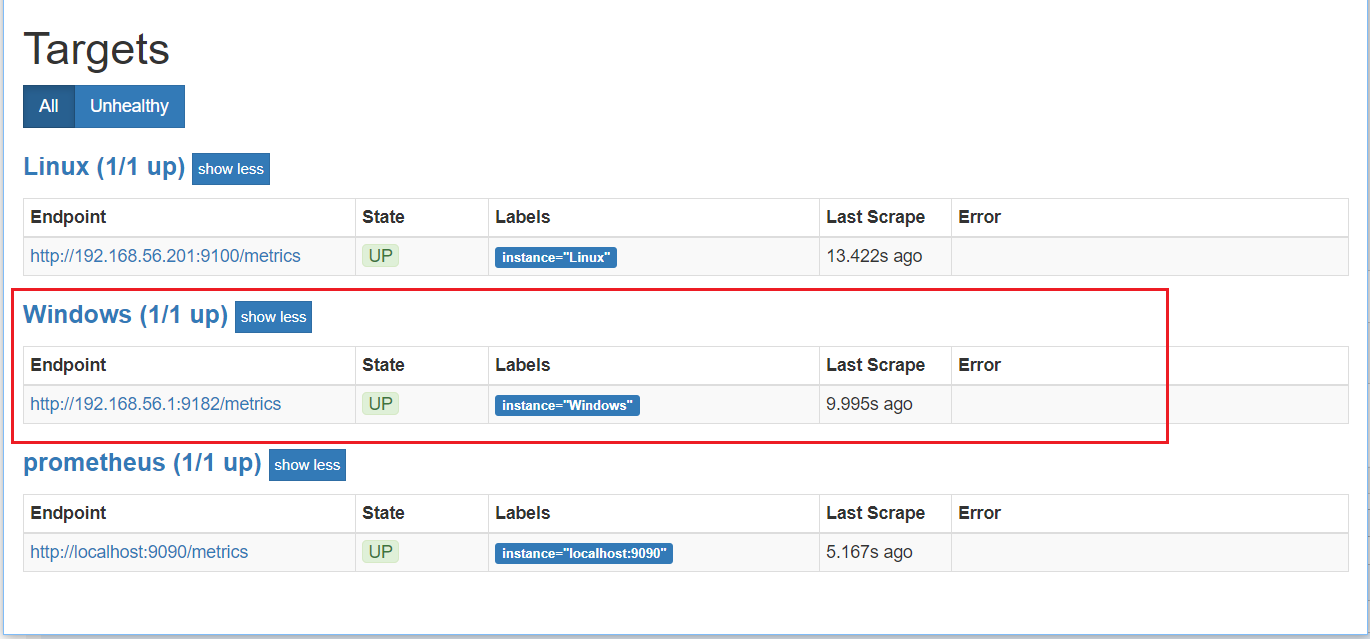 Targets
All Unhealthy
Linux (1/1 up) show less
Endpoint State Labels Last Scrape Error
http://192.168.56.201:9100/metrics UP instance="Linux" 13.422s ago
Windows (1/1 up) show less
Endpoint State Labels Last Scrape Error
http://192.168.56.1:9182/metrics UP instance="Windows" 9.995s ago
prometheus (1/1 up) show less
Endpoint State Labels Last Scrape Error
http://localhost:9090/metrics UP instance="localhost:9090" 5.167s ago